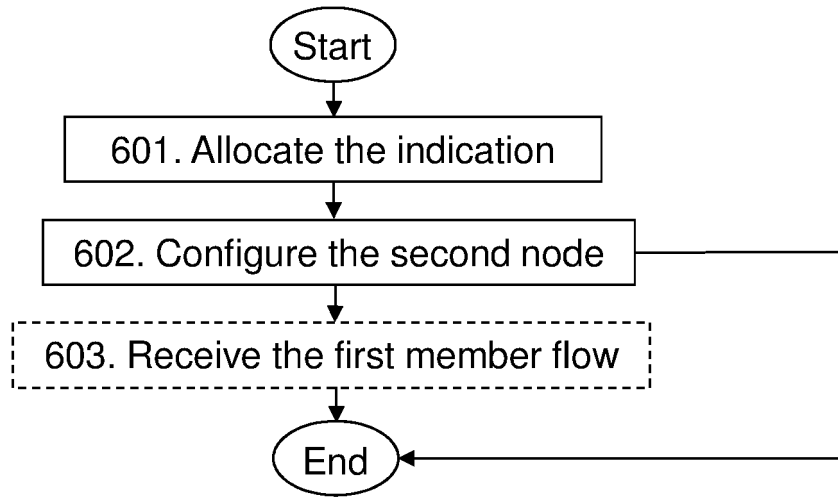 Start
601. Allocate the indication
602. Configure the second node
603. Receive the first member flow
End